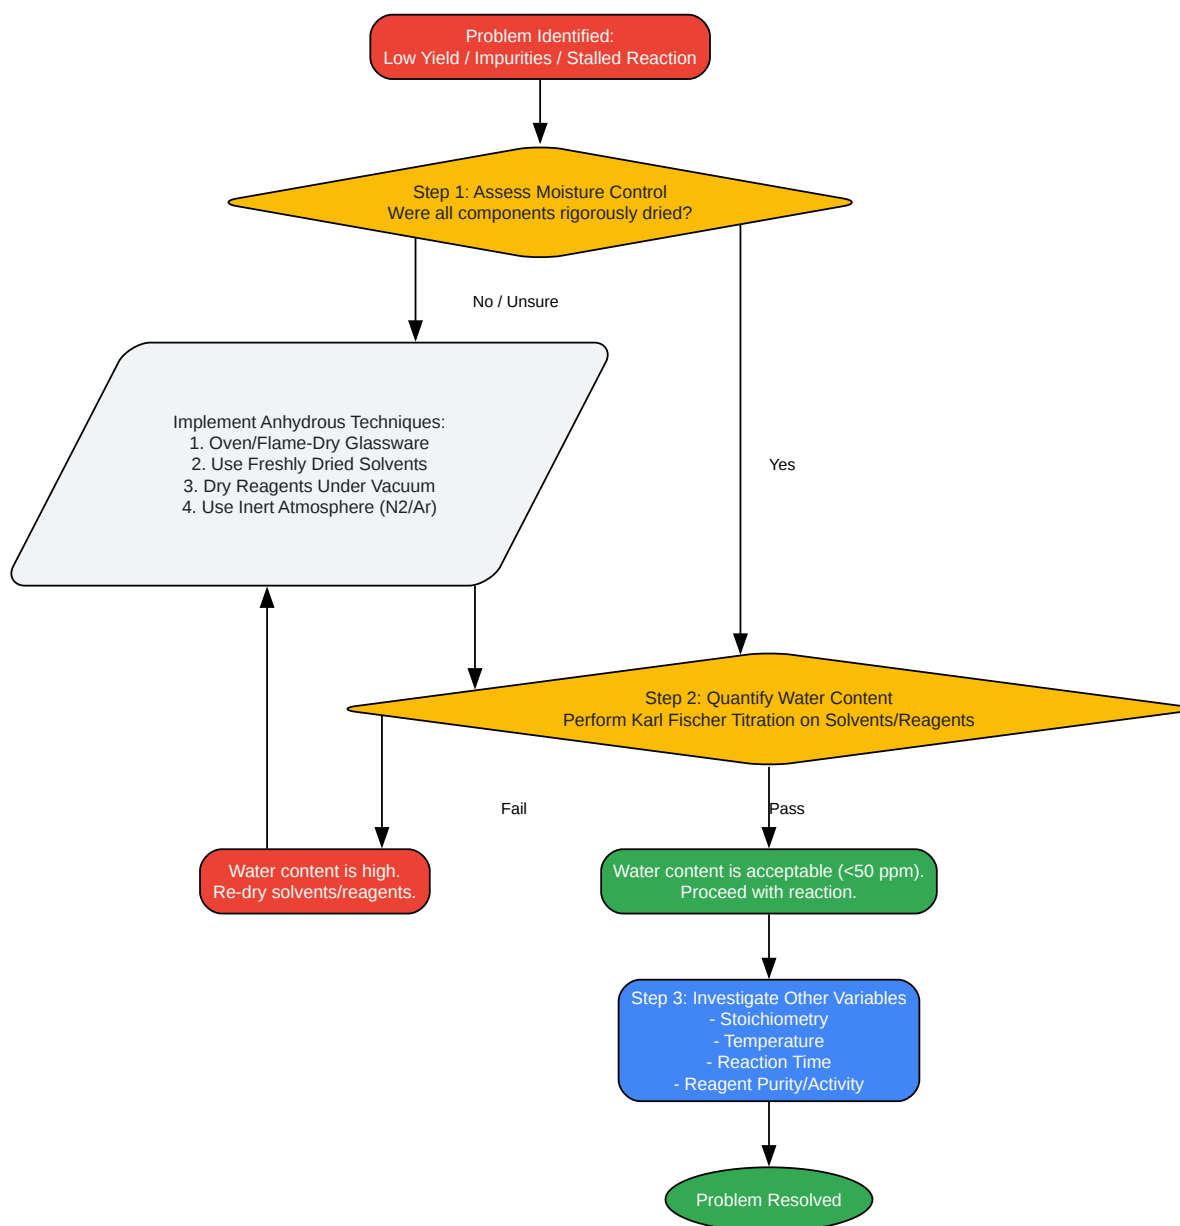 Problem Identified:
Low Yield / Impurities / Stalled Reaction
Step 1: Assess Moisture Control
Were all components rigorously dried?
No / Unsure
Implement Anhydrous Techniques:
1. Oven/Flame-Dry Glassware
2. Use Freshly Dried Solvents
3. Dry Reagents Under Vacuum
4. Use Inert Atmosphere (N2/Ar)
Yes
Step 2: Quantify Water Content
Perform Karl Fischer Titration on Solvents/Reagents
Fail
Pass
Water content is high.
Re-dry solvents/reagents.
Water content is acceptable (<50 ppm).
Proceed with reaction.
Step 3: Investigate Other Variables
- Stoichiometry
- Temperature
- Reaction Time
- Reagent Purity/Activity
Problem Resolved